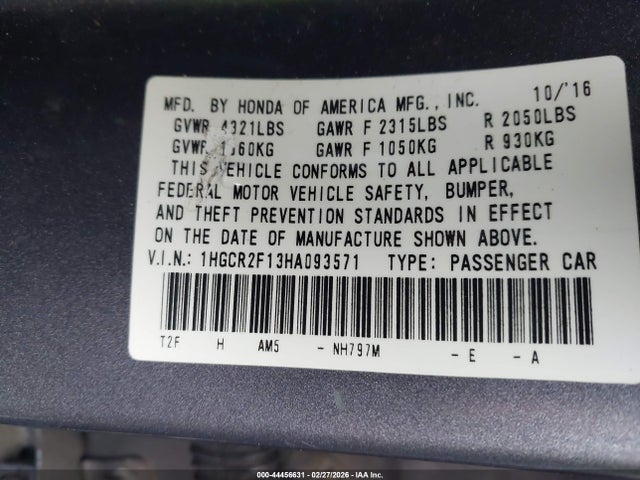 MFD. BY HONDA OF AMERICA MFG., INC. 10/'16
GVWR 4321LBS GAWR F 2315LBS R 2050LBS
GVWR GAWR F 1050KG R 930KG
THIS VEHICLE CONFORMS TO ALL APPLICABLE
FEDERAL MOTOR VEHICLE SAFETY, BUMPER,
AND THEFT PREVENTION STANDARDS IN EFFECT
ON THE DATE OF MANUFACTURE SHOWN ABOVE.
V.I.N.: 1HGCR2F13HA093571 TYPE: PASSENGER CAR
T2F H AM5 - NH797M - E - A
000-44456631 - 02/27/2026 - IAA Inc.